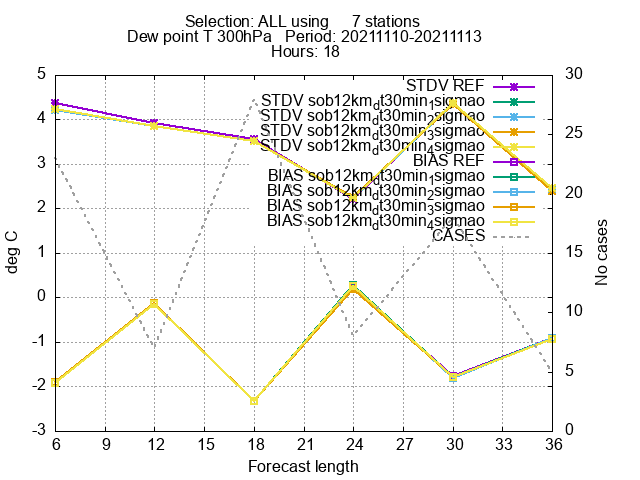 Selection: ALL using     7 stations
Dew point T 300hPa   Period: 20211110-20211113
Hours: 18
STDV REF
STDV sob12km_dt30min_1sigmao
STDV sob12km_dt30min_2sigmao
STDV sob12km_dt30min_3sigmao
STDV sob12km_dt30min_4sigmao
BIAS REF
BIAS sob12km_dt30min_1sigmao
BIAS sob12km_dt30min_2sigmao
BIAS sob12km_dt30min_3sigmao
BIAS sob12km_dt30min_4sigmao
CASES
deg C
5
4
3
2
1
0
-1
-2
-3
30
25
20
15
10
5
0
No cases
6 9 12 15 18 21 24 27 30 33 36
Forecast length